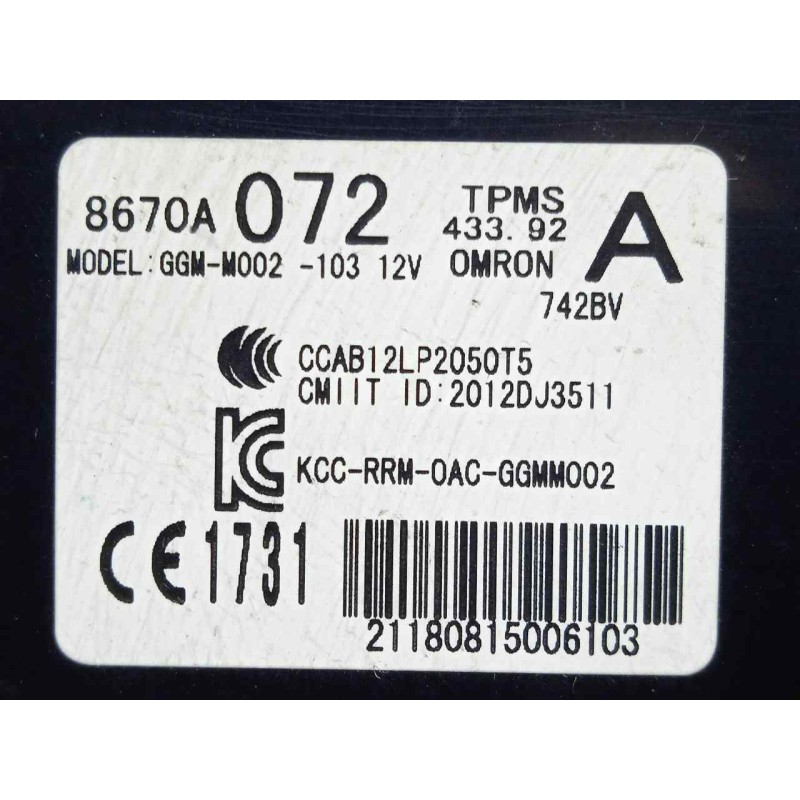 8670A 072 TPMS A
433. 92
MODEL:GGM-M002 -103 12V OMRON
742BV
CCAB12LP2050T5
CMIIT ID:2012DJ3511
KC KCC-RRM-OAC-GGMM002
CE1731
21180815006103